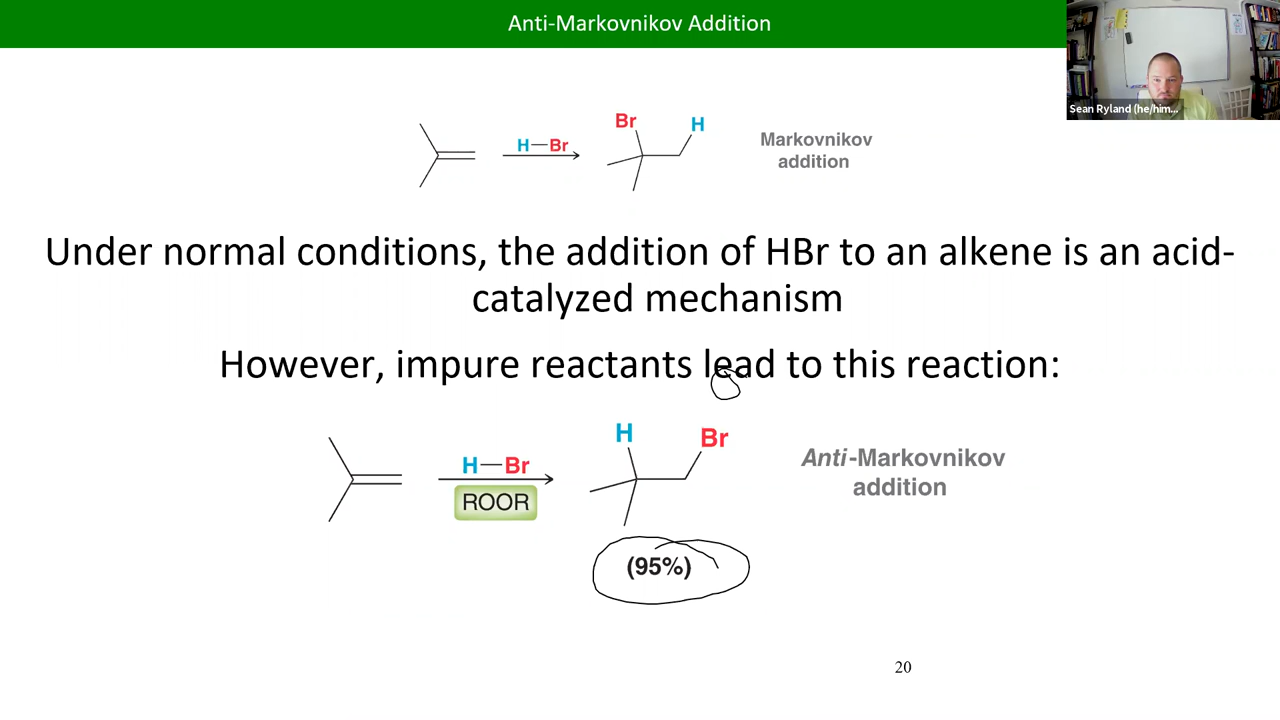 Anti-Markovnikov Addition
Sean Ryland (he/him...
Br
H
H—Br
Markovnikov
addition
Under normal conditions, the addition of HBr to an alkene is an acid-
catalyzed mechanism
However, impure reactants lead to this reaction:
H
Br
H—Br
ROOR
Anti-Markovnikov
addition
(95%)
20